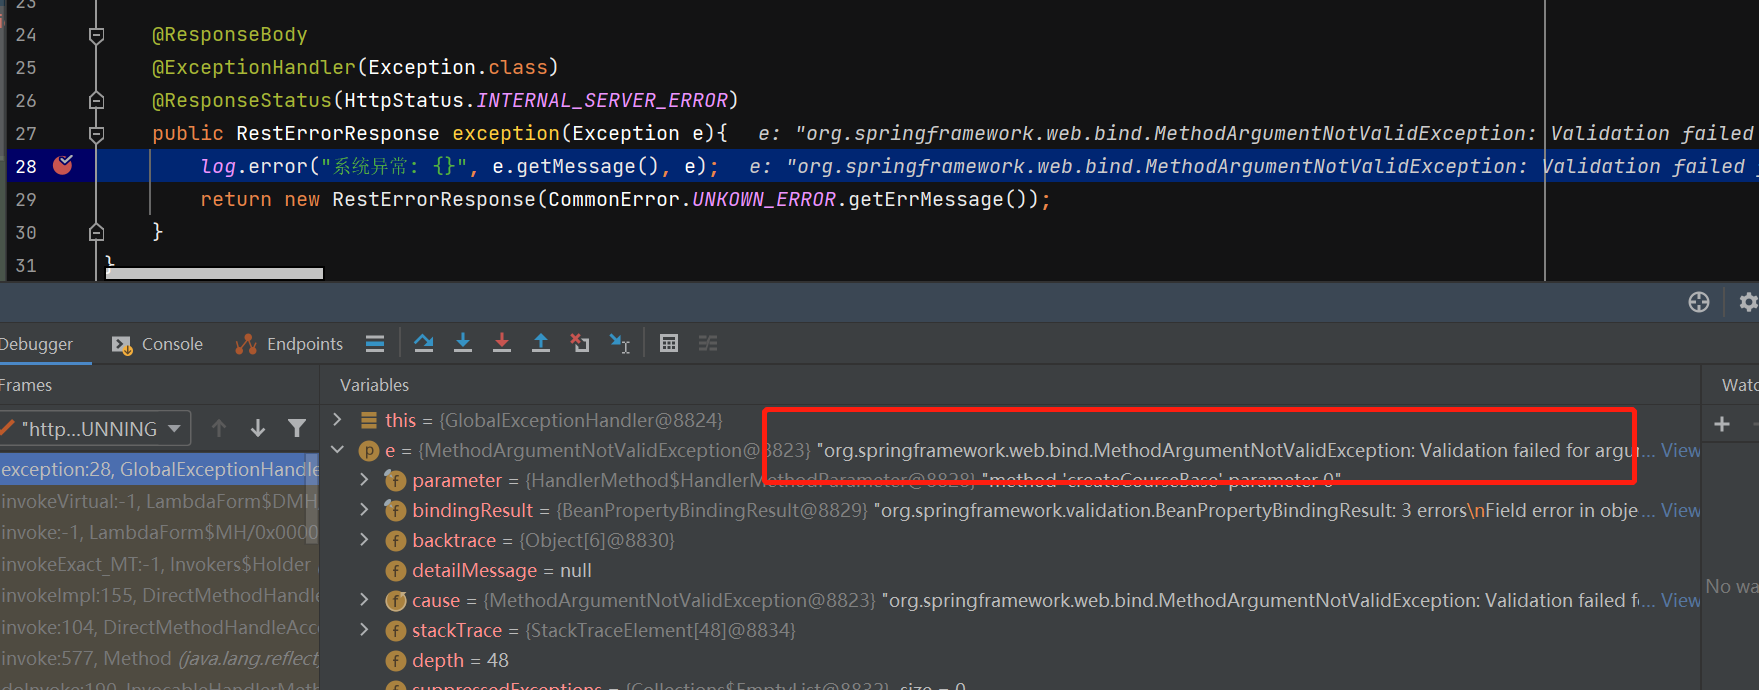 23
24 @ResponseBody
25 @ExceptionHandler(Exception.class)
26 @ResponseStatus(HttpStatus.INTERNAL_SERVER_ERROR)
27 public RestErrorResponse exception(Exception e){ e: "org.springframework.web.bind.MethodArgumentNotValidException: Validation failed
28 log.error("系统异常: {}", e.getMessage(), e); e: "org.springframework.web.bind.MethodArgumentNotValidException: Validation failed
29 return new RestErrorResponse(CommonError.UNKOWN_ERROR.getErrMessage());
30 }
31 }
Debugger Console Endpoints
Frames Variables Watc
"http...UNNING
this = {GlobalExceptionHandler@8824}
e = {MethodArgumentNotValidException@8823} "org.springframework.web.bind.MethodArgumentNotValidException: Validation failed for argu... View
exception:28, GlobalExceptionHandle
parameter = {HandlerMethod$HandlerMethodParameter@8828} "method 'createCourseBase' parameter 0"
invokeVirtual:-1, LambdaForm$DMH
bindingResult = {BeanPropertyBindingResult@8829} "org.springframework.validation.BeanPropertyBindingResult: 3 errors\nField error in obje... View
invoke:-1, LambdaForm$MH/0x0000
backtrace = {Object[6]@8830}
invokeExact_MT:-1, Invokers$Holder
detailMessage = null
invokeImpl:155, DirectMethodHandle
cause = {MethodArgumentNotValidException@8823} "org.springframework.web.bind.MethodArgumentNotValidException: Validation failed f... View
No wa
invoke:104, DirectMethodHandleAcc
stackTrace = {StackTraceElement[48]@8834}
invoke:577, Method (java.lang.reflect)
depth = 48
doInvoke:190, InvocableHandlerMeth
suppressedExceptions = {Collections$EmptyList@8832} size = 0